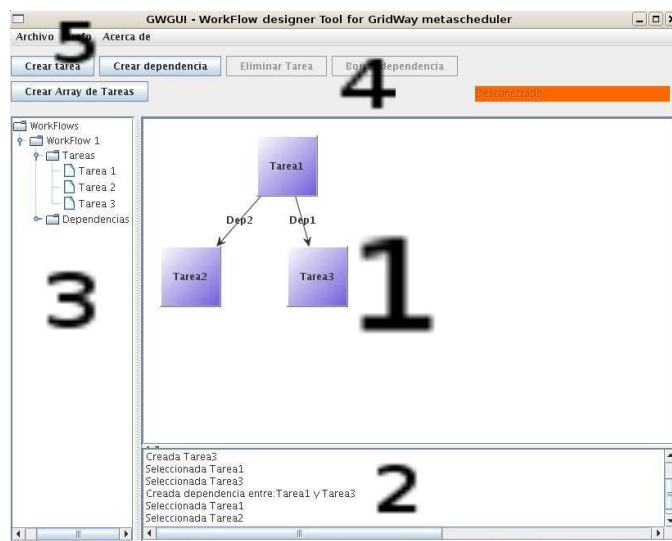 GWGUI - WorkFlow designer Tool for GridWay metascheduler
Archivo Acerca de
5
Crear tarea Crear dependencia Eliminar Tarea dependencia
4
Crear Array de Tareas Desconectado
WorkFlows
WorkFlow 1
Tareas
Tarea 1
Tarea 2
Tarea 3
Dependencias
3
Tarea1
Dep2 Dep1
Tarea2 Tarea3
1
Creada Tarea3
Seleccionada Tarea1
Seleccionada Tarea3
Creada dependencia entre:Tarea1 y Tarea3
Seleccionada Tarea1
Seleccionada Tarea2
2